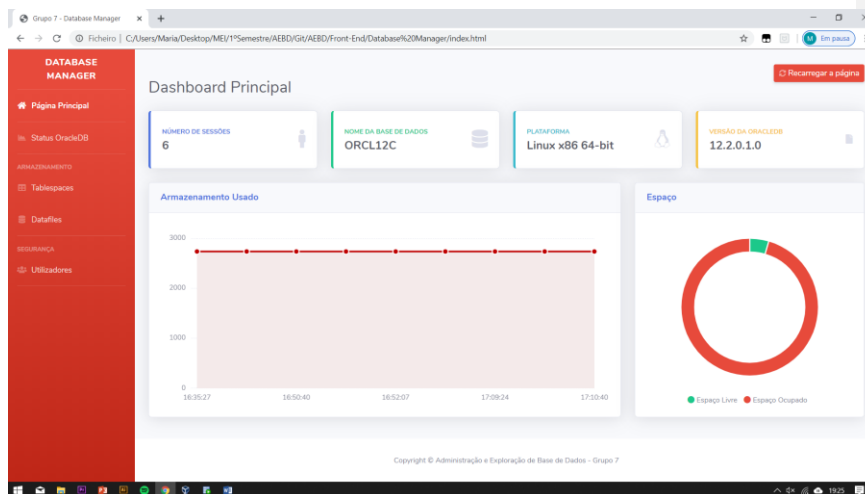 Grupo 7 - Database Manager
Ficheiro | C:/Users/Maria/Desktop/MEI/1ºSemestre/AEBD/Git/AEBD/Front-End/Database%20Manager/index.html
M Em pausa
DATABASE
MANAGER
Página Principal
Status OracleDB
ARMAZENAMENTO
Tablespaces
Datafiles
SEGURANÇA
Utilizadores
Dashboard Principal
Recarregar a página
NÚMERO DE SESSÕES
6
NOME DA BASE DE DADOS
ORCL12C
PLATAFORMA
Linux x86 64-bit
VERSÃO DA ORACLEDB
12.2.0.1.0
Armazenamento Usado
3000
2000
1000
0
16:35:27 16:50:40 16:52:07 17:09:24 17:10:40
Espaço
Espaço Livre Espaço Ocupado
Copyright © Administração e Exploração de Base de Dados - Grupo 7
1925